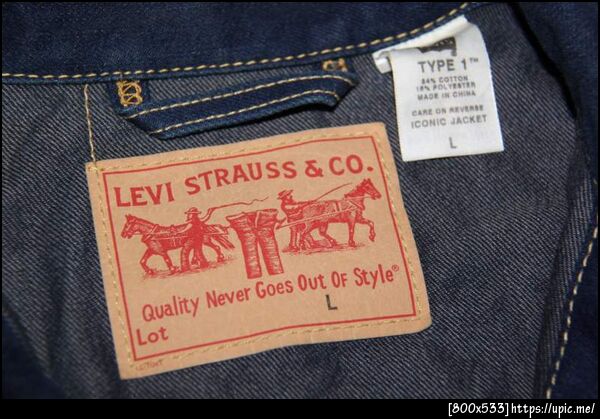 TYPE 1™
84% COTTON
16% POLYESTER
MADE IN CHINA
CARE ON REVERSE
ICONIC JACKET
L
LEVI STRAUSS & CO.
Quality Never Goes Out Of Style®
L
Lot
[800x533]https://upic.me/